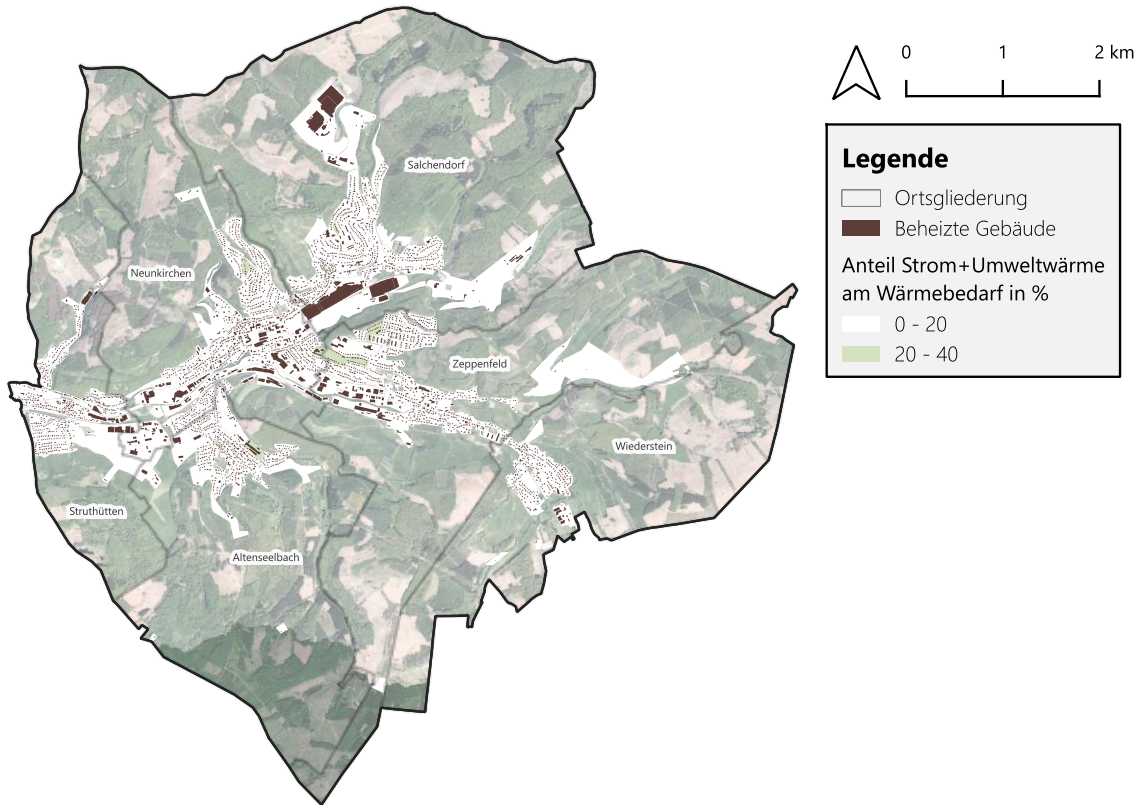 0 1 2 km
Legende
Ortsgliederung
Beheizte Gebäude
Anteil Strom+Umweltwärme
am Wärmebedarf in %
0 - 20
20 - 40
Salchendorf
Neunkirchen
Zeppenfeld
Wiederstein
Struthütten
Altenseelbach